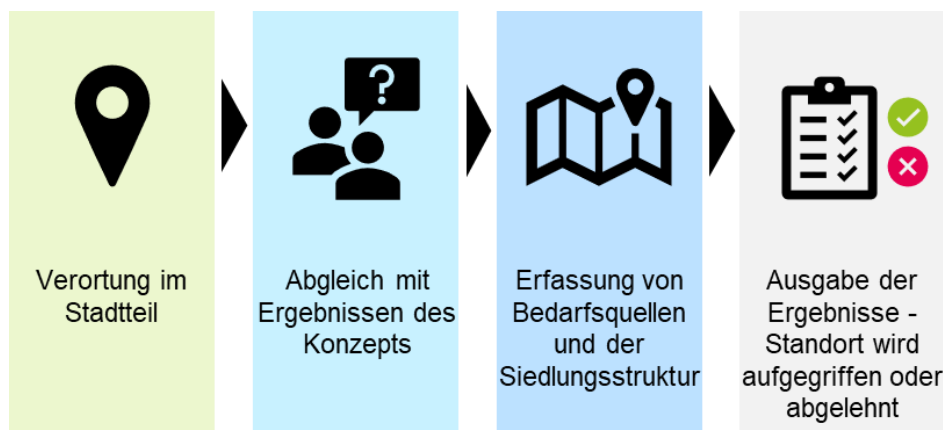 Verortung im
Stadtteil
Abgleich mit
Ergebnissen des
Konzepts
Erfassung von
Bedarfsquellen
und der
Siedlungsstruktur
Ausgabe der
Ergebnisse -
Standort wird
aufgegriffen oder
abgelehnt
?